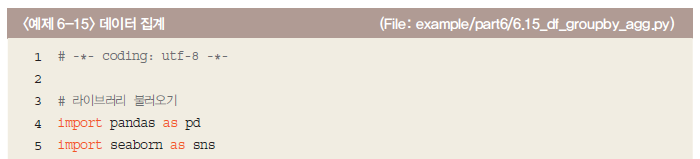 〈예제 6-15〉 데이터 집계 (File: example/part6/6.15_df_groupby_agg.py)
1 # -*- coding: utf-8 -*-
2
3 # 라이브러리 불러오기
4 import pandas as pd
5 import seaborn as sns